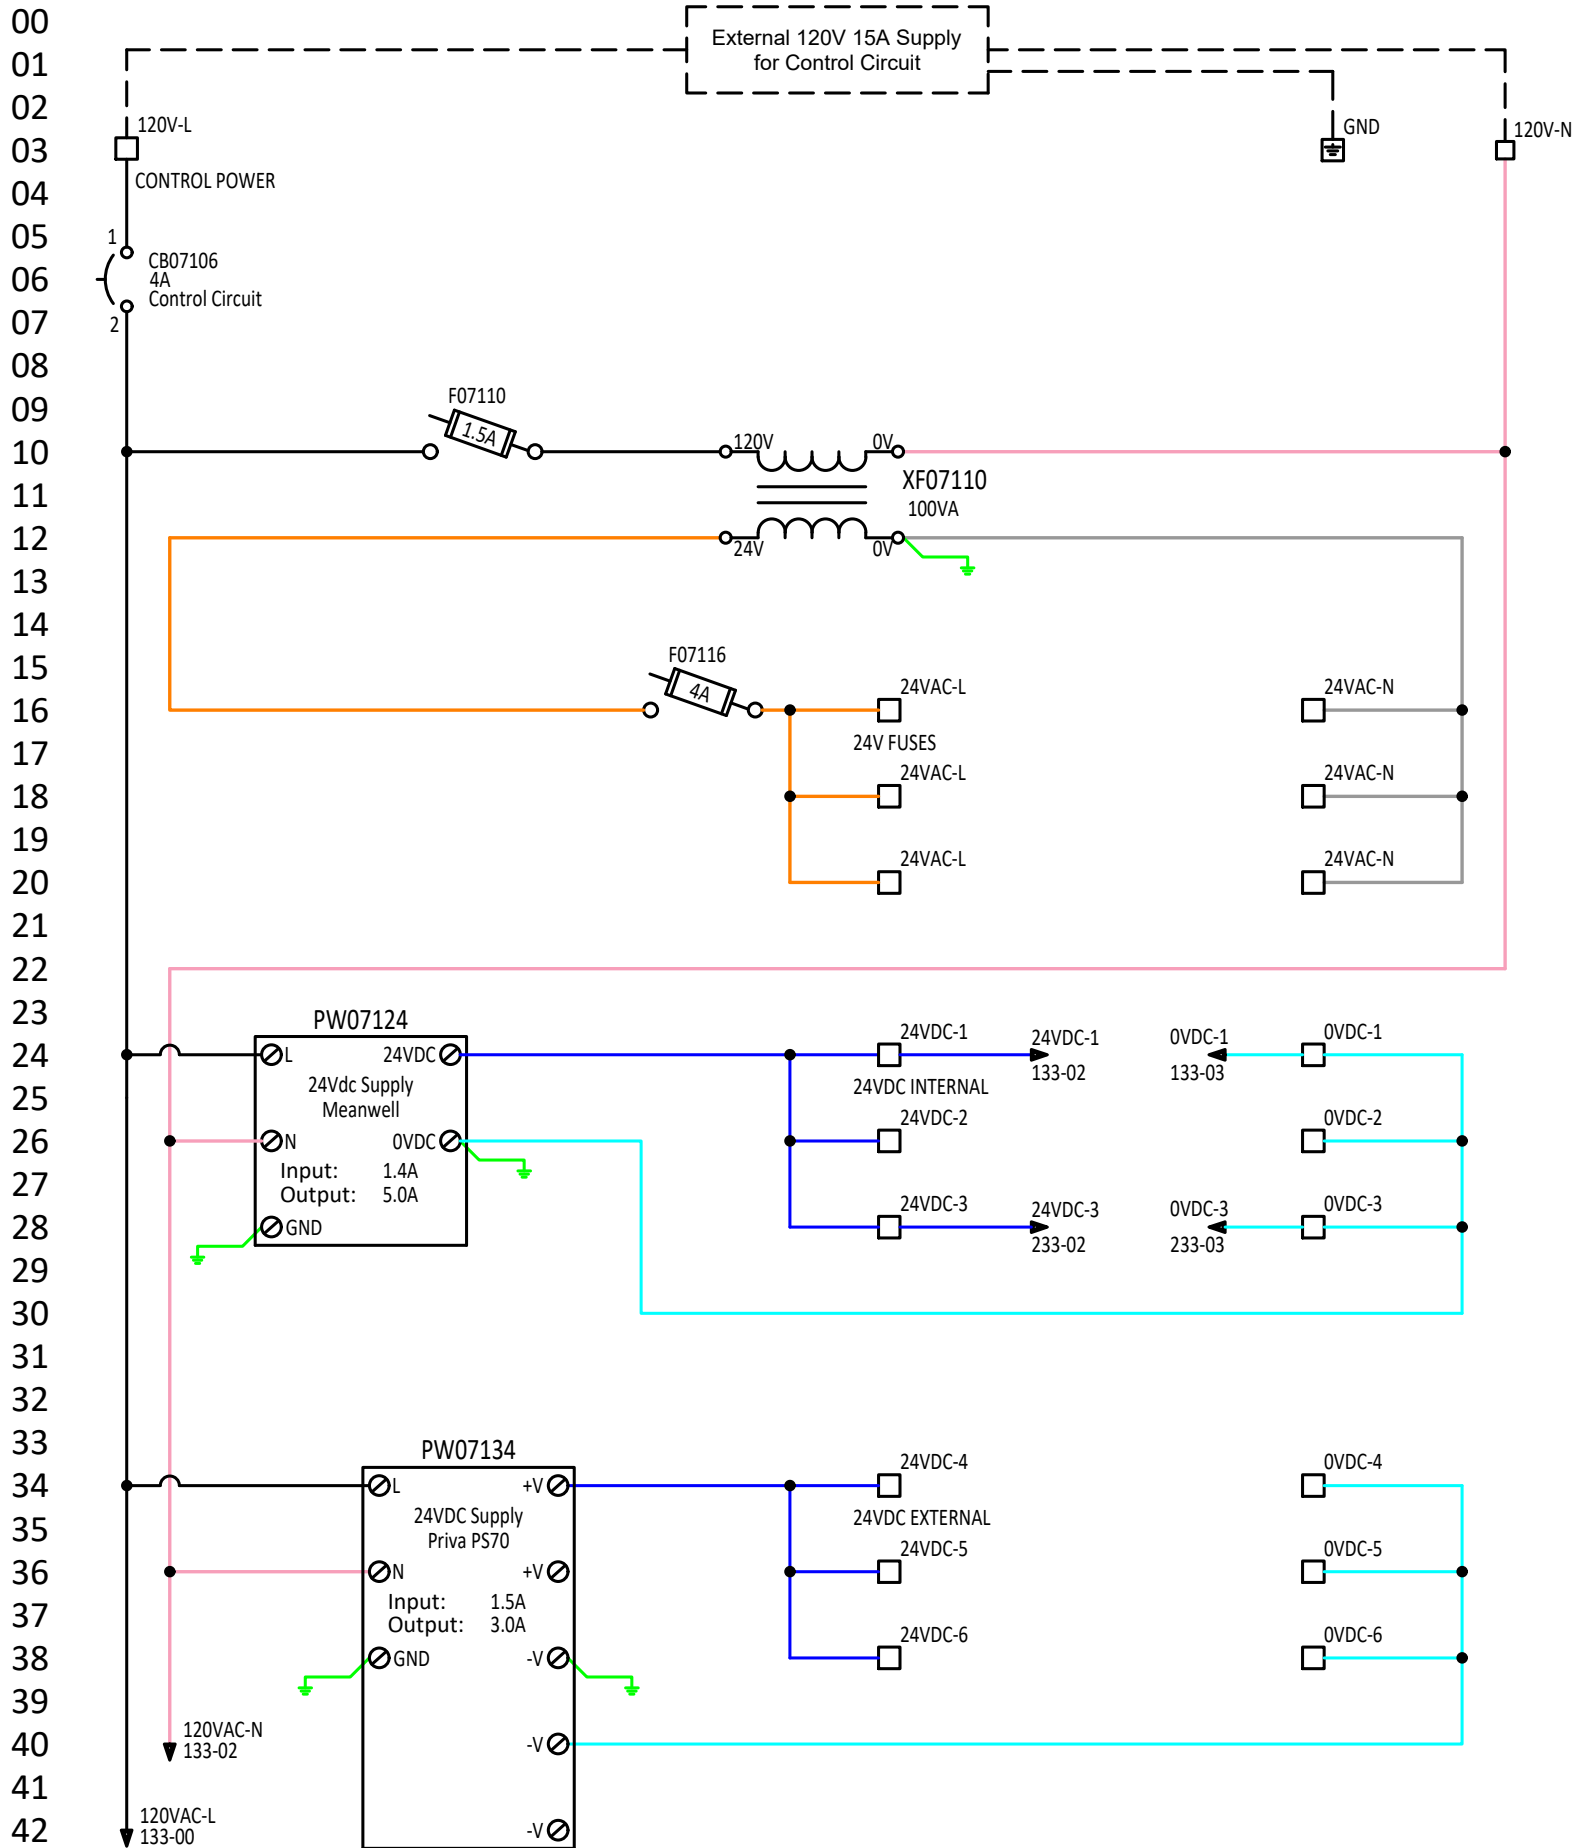 00
External 120V 15A Supply
01
for Control Circuit
02
120V-L
GND
120V-N
03
CONTROL POWER
04
05
1
CB07106
06
4A
Control Circuit
07
2
08
F07110
09
1.5A
10
120V
0V
XF07110
11
100VA
12
24V
0V
13
14
15
F07116
4A
24VAC-L
24VAC-N
16
17
24V FUSES
24VAC-L
24VAC-N
18
19
24VAC-L
24VAC-N
20
21
22
23
PW07124
24VDC-1
24VDC-1
0VDC-1
0VDC-1
24
L
24VDC
133-02
133-03
24Vdc Supply
25
24VDC INTERNAL
Meanwell
24VDC-2
0VDC-2
26
N
0VDC
Input: 1.4A
27
Output: 5.0A
24VDC-3
24VDC-3
0VDC-3
0VDC-3
28
GND
233-02
233-03
29
30
31
32
33
PW07134
24VDC-4
0VDC-4
34
L
+V
24VDC Supply
35
24VDC EXTERNAL
Priva PS70
24VDC-5
0VDC-5
36
N
+V
Input: 1.5A
37
Output: 3.0A
24VDC-6
0VDC-6
38
GND
-V
39
120VAC-N
40
133-02
-V
41
120VAC-L
42
133-00
-V